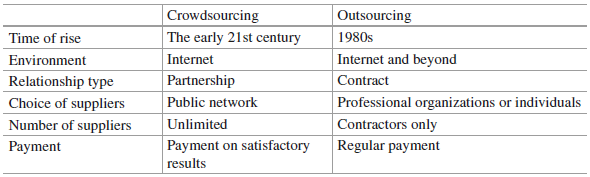 Crowdsourcing Outsourcing
Time of rise The early 21st century 1980s
Environment Internet Internet and beyond
Relationship type Partnership Contract
Choice of suppliers Public network Professional organizations or individuals
Number of suppliers Unlimited Contractors only
Payment Payment on satisfactory Regular payment
results